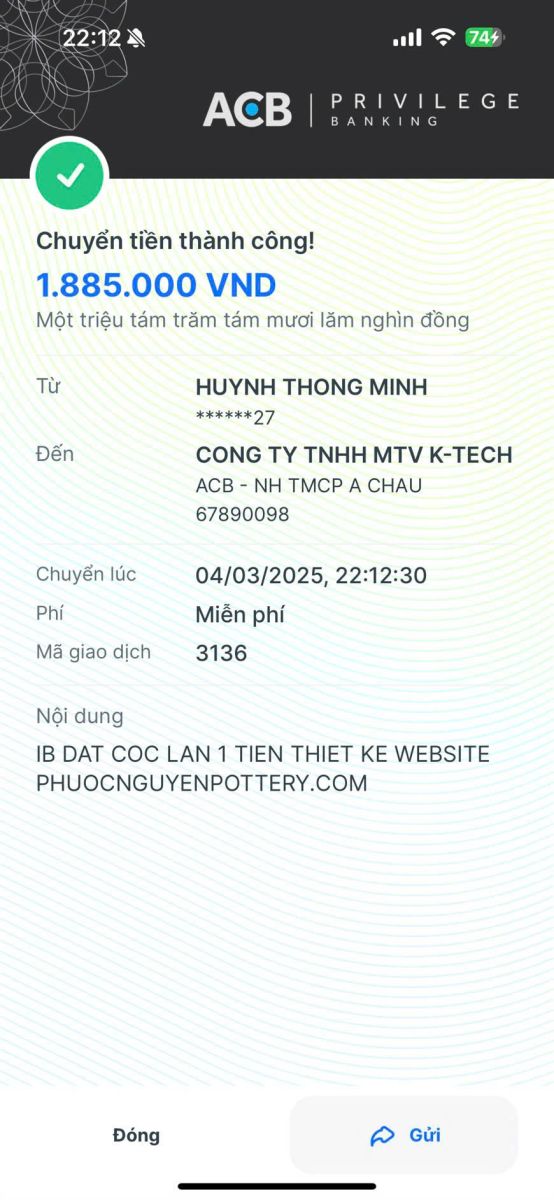 22:12
74
ACB | PRIVILEGE
BANKING
Chuyển tiền thành công!
1.885.000 VND
Một triệu tám trăm tám mươi lăm nghìn đồng
Từ
HUYNH THONG MINH
******27
Đến
CONG TY TNHH MTV K-TECH
ACB - NH TMCP A CHAU
67890098
Chuyển lúc
04/03/2025, 22:12:30
Phí
Miễn phí
Mã giao dịch
3136
Nội dung
IB DAT COC LAN 1 TIEN THIET KE WEBSITE
PHUOCNGUYENPOTTERY.COM
Đóng
Gửi